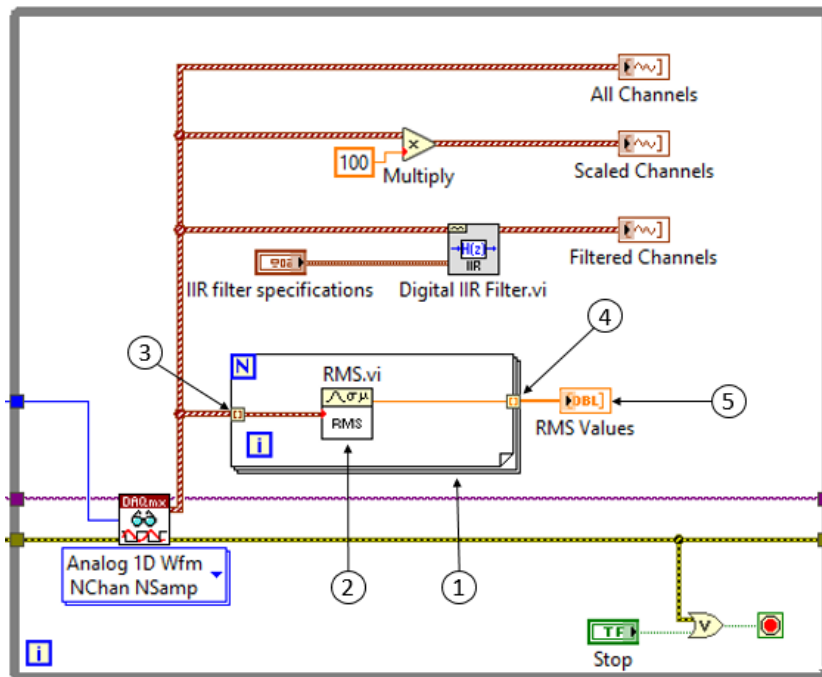 All Channels
100
Multiply
Scaled Channels
IIR filter specifications
H(z)
IIR
Digital IIR Filter.vi
Filtered Channels
3
4
N
RMS.vi
σμ
RMS
i
DBL
RMS Values
5
DAQmx
Analog 1D Wfm
NChan NSamp
2
1
TF
Stop
V
i